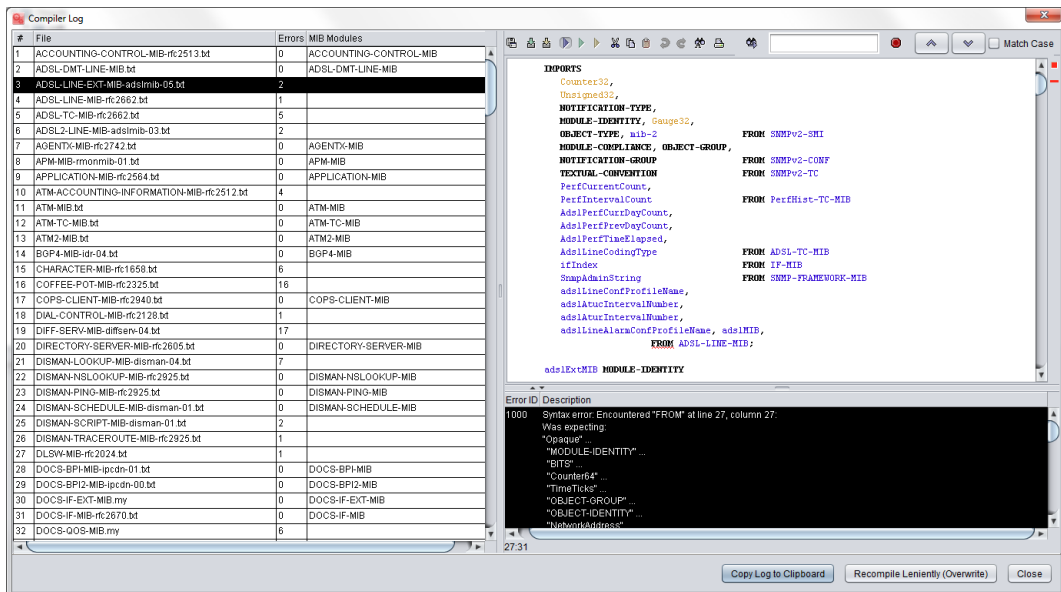 Compiler Log
# File Errors MIB Modules
1 ACCOUNTING-CONTROL-MIB-rfc2513.txt 0 ACCOUNTING-CONTROL-MIB
2 ADSL-DMT-LINE-MIB.txt 0 ADSL-DMT-LINE-MIB
3 ADSL-LINE-EXT-MIB-adslmib-05.txt 2
4 ADSL-LINE-MIB-rfc2662.txt 1
5 ADSL-TC-MIB-rfc2662.txt 5
6 ADSL2-LINE-MIB-adslmib-03.txt 2
7 AGENTX-MIB-rfc2742.txt 0 AGENTX-MIB
8 APM-MIB-rmonmib-01.txt 0 APM-MIB
9 APPLICATION-MIB-rfc2564.txt 0 APPLICATION-MIB
10 ATM-ACCOUNTING-INFORMATION-MIB-rfc2512.txt 4
11 ATM-MIB.txt 0 ATM-MIB
12 ATM-TC-MIB.txt 0 ATM-TC-MIB
13 ATM2-MIB.txt 0 ATM2-MIB
14 BGP4-MIB-idr-04.txt 0 BGP4-MIB
15 CHARACTER-MIB-rfc1658.txt 6
16 COFFEE-POT-MIB-rfc2325.txt 16
17 COPS-CLIENT-MIB-rfc2940.txt 0 COPS-CLIENT-MIB
18 DIAL-CONTROL-MIB-rfc2128.txt 1
19 DIFF-SERV-MIB-diffserv-04.txt 17
20 DIRECTORY-SERVER-MIB-rfc2605.txt 0 DIRECTORY-SERVER-MIB
21 DISMAN-LOOKUP-MIB-disman-04.txt 7
22 DISMAN-NSLOOKUP-MIB-rfc2925.txt 0 DISMAN-NSLOOKUP-MIB
23 DISMAN-PING-MIB-rfc2925.txt 0 DISMAN-PING-MIB
24 DISMAN-SCHEDULE-MIB-disman-01.txt 0 DISMAN-SCHEDULE-MIB
25 DISMAN-SCRIPT-MIB-disman-01.txt 2
26 DISMAN-TRACEROUTE-MIB-rfc2925.txt 1
27 DLSW-MIB-rfc2024.txt 1
28 DOCS-BPI-MIB-ipcdn-01.txt 0 DOCS-BPI-MIB
29 DOCS-BPI2-MIB-ipcdn-00.txt 0 DOCS-BPI2-MIB
30 DOCS-IF-EXT-MIB.my 0 DOCS-IF-EXT-MIB
31 DOCS-IF-MIB-rfc2670.txt 0 DOCS-IF-MIB
32 DOCS-QOS-MIB.my 6
Match Case
IMPORTS
Counter32,
Unsigned32,
NOTIFICATION-TYPE,
MODULE-IDENTITY, Gauge32,
OBJECT-TYPE, mib-2 FROM SNMPv2-SMI
MODULE-COMPLIANCE, OBJECT-GROUP,
NOTIFICATION-GROUP FROM SNMPv2-CONF
TEXTUAL-CONVENTION FROM SNMPv2-TC
PerfCurrentCount,
PerfIntervalCount FROM PerfHist-TC-MIB
AdslPerfCurrDayCount,
AdslPerfPrevDayCount,
AdslPerfTimeElapsed,
AdslLineCodingType FROM ADSL-TC-MIB
ifIndex FROM IF-MIB
SnmpAdminString FROM SNMP-FRAMEWORK-MIB
adslLineConfProfileName,
adslAtucIntervalNumber,
adslAturIntervalNumber,
adslLineAlarmConfProfileName, adslMIB,
FROM ADSL-LINE-MIB;
adslExtMIB MODULE-IDENTITY
Error ID Description
1000 Syntax error: Encountered "FROM" at line 27, column 27:
Was expecting:
"Opaque" ...
"MODULE-IDENTITY" ...
"BITS" ...
"Counter64" ...
"TimeTicks" ...
"OBJECT-GROUP" ...
"OBJECT-IDENTITY" ...
"NetworkAddress"
27:31
Copy Log to Clipboard Recompile Leniently (Overwrite) Close